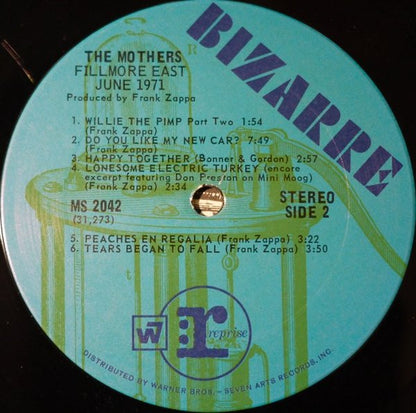 BIZARRE
THE MOTHERS
FILLMORE EAST
JUNE 1971
Produced by Frank Zappa
1. WILLIE THE PIMP Part Two 1:54
(Frank Zappa)
2. DO YOU LIKE MY NEW CAR? 7:49
(Frank Zappa)
3. HAPPY TOGETHER (Bonner & Gordon) 2:57
4. LONESOME ELECTRIC TURKEY (encore
excerpt featuring Don Preston on Mini Moog)
(Frank Zappa) 2:34
MS 2042
(31,273)
STEREO
SIDE 2
5. PEACHES EN REGALIA (Frank Zappa) 3:22
6. TEARS BEGAN TO FALL (Frank Zappa) 3:50
W7
r:
reprise
DISTRIBUTED BY WARNER BROS. – SEVEN ARTS RECORDS, INC.